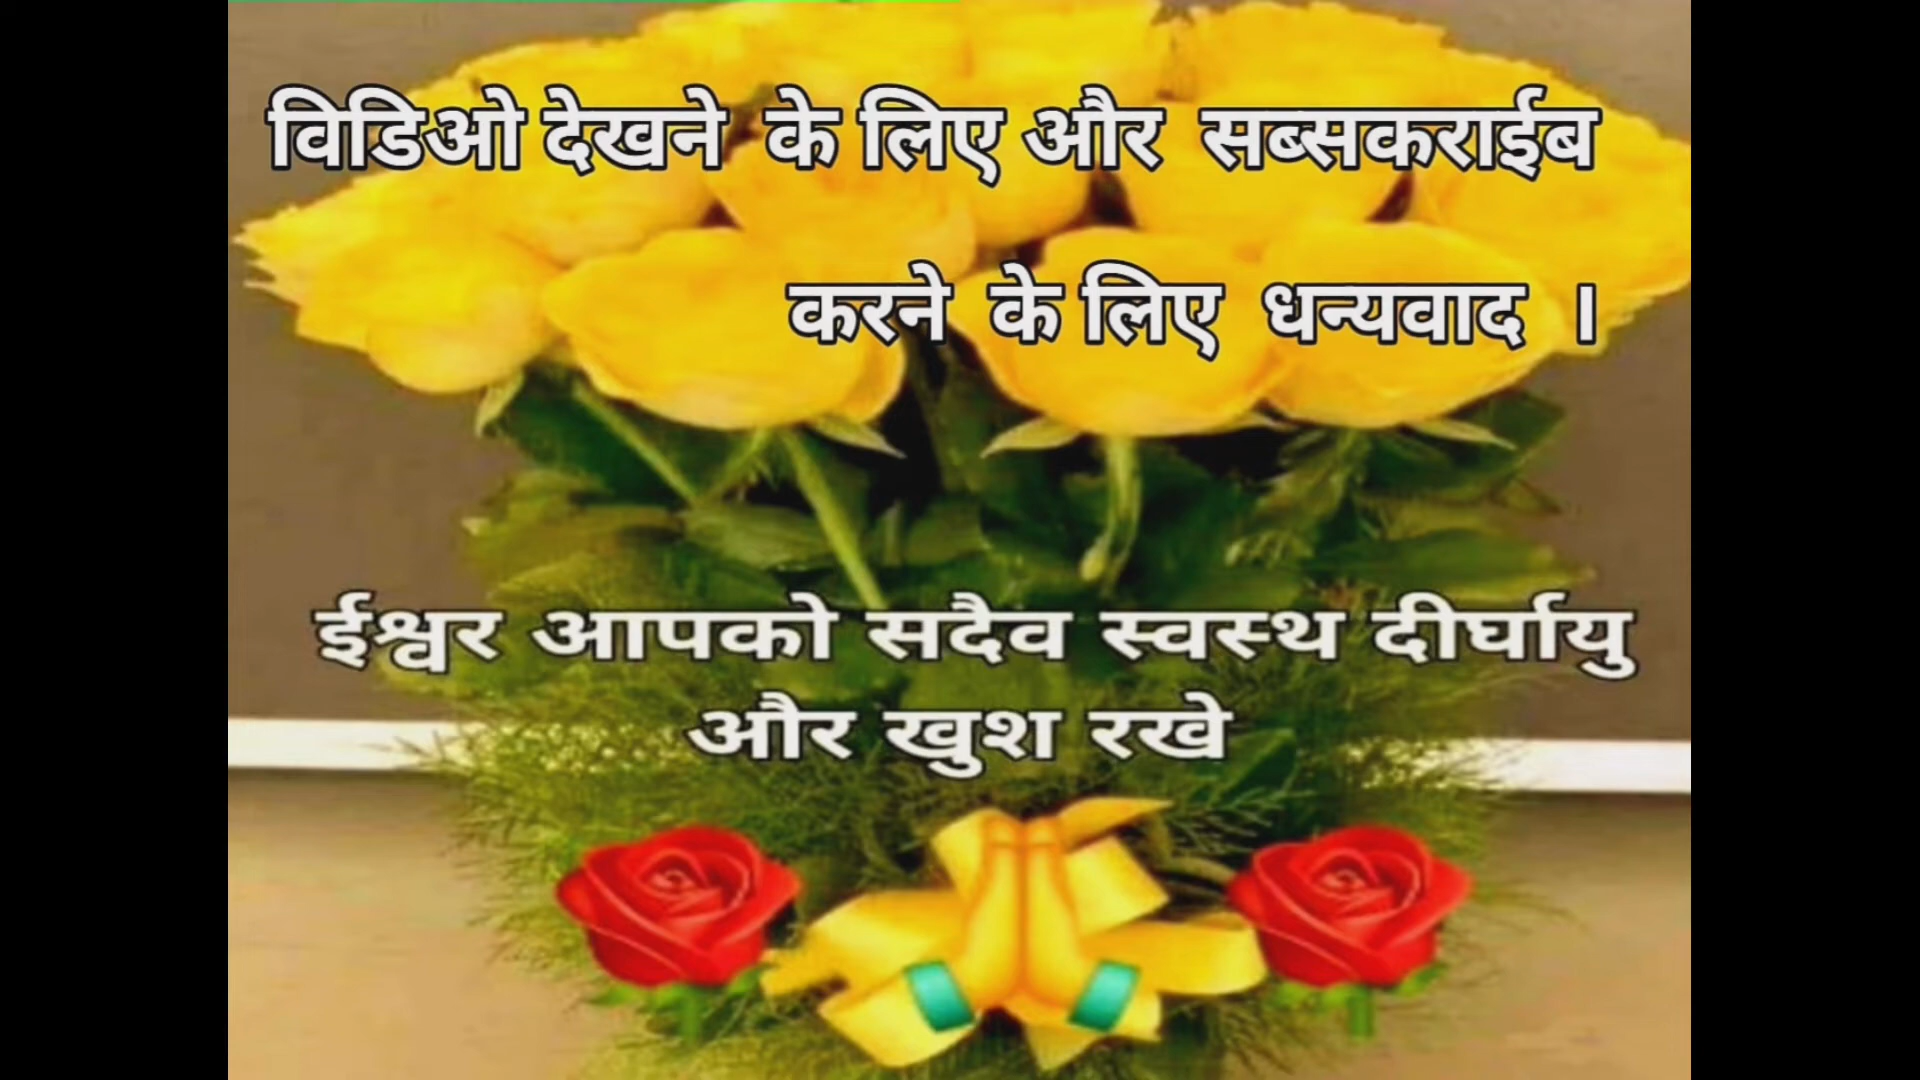 विडिओ देखने के लिए और सब्सकराईब
करने के लिए धन्यवाद ।
ईश्वर आपको सदैव स्वस्थ दीर्घायु
और खुश रखे